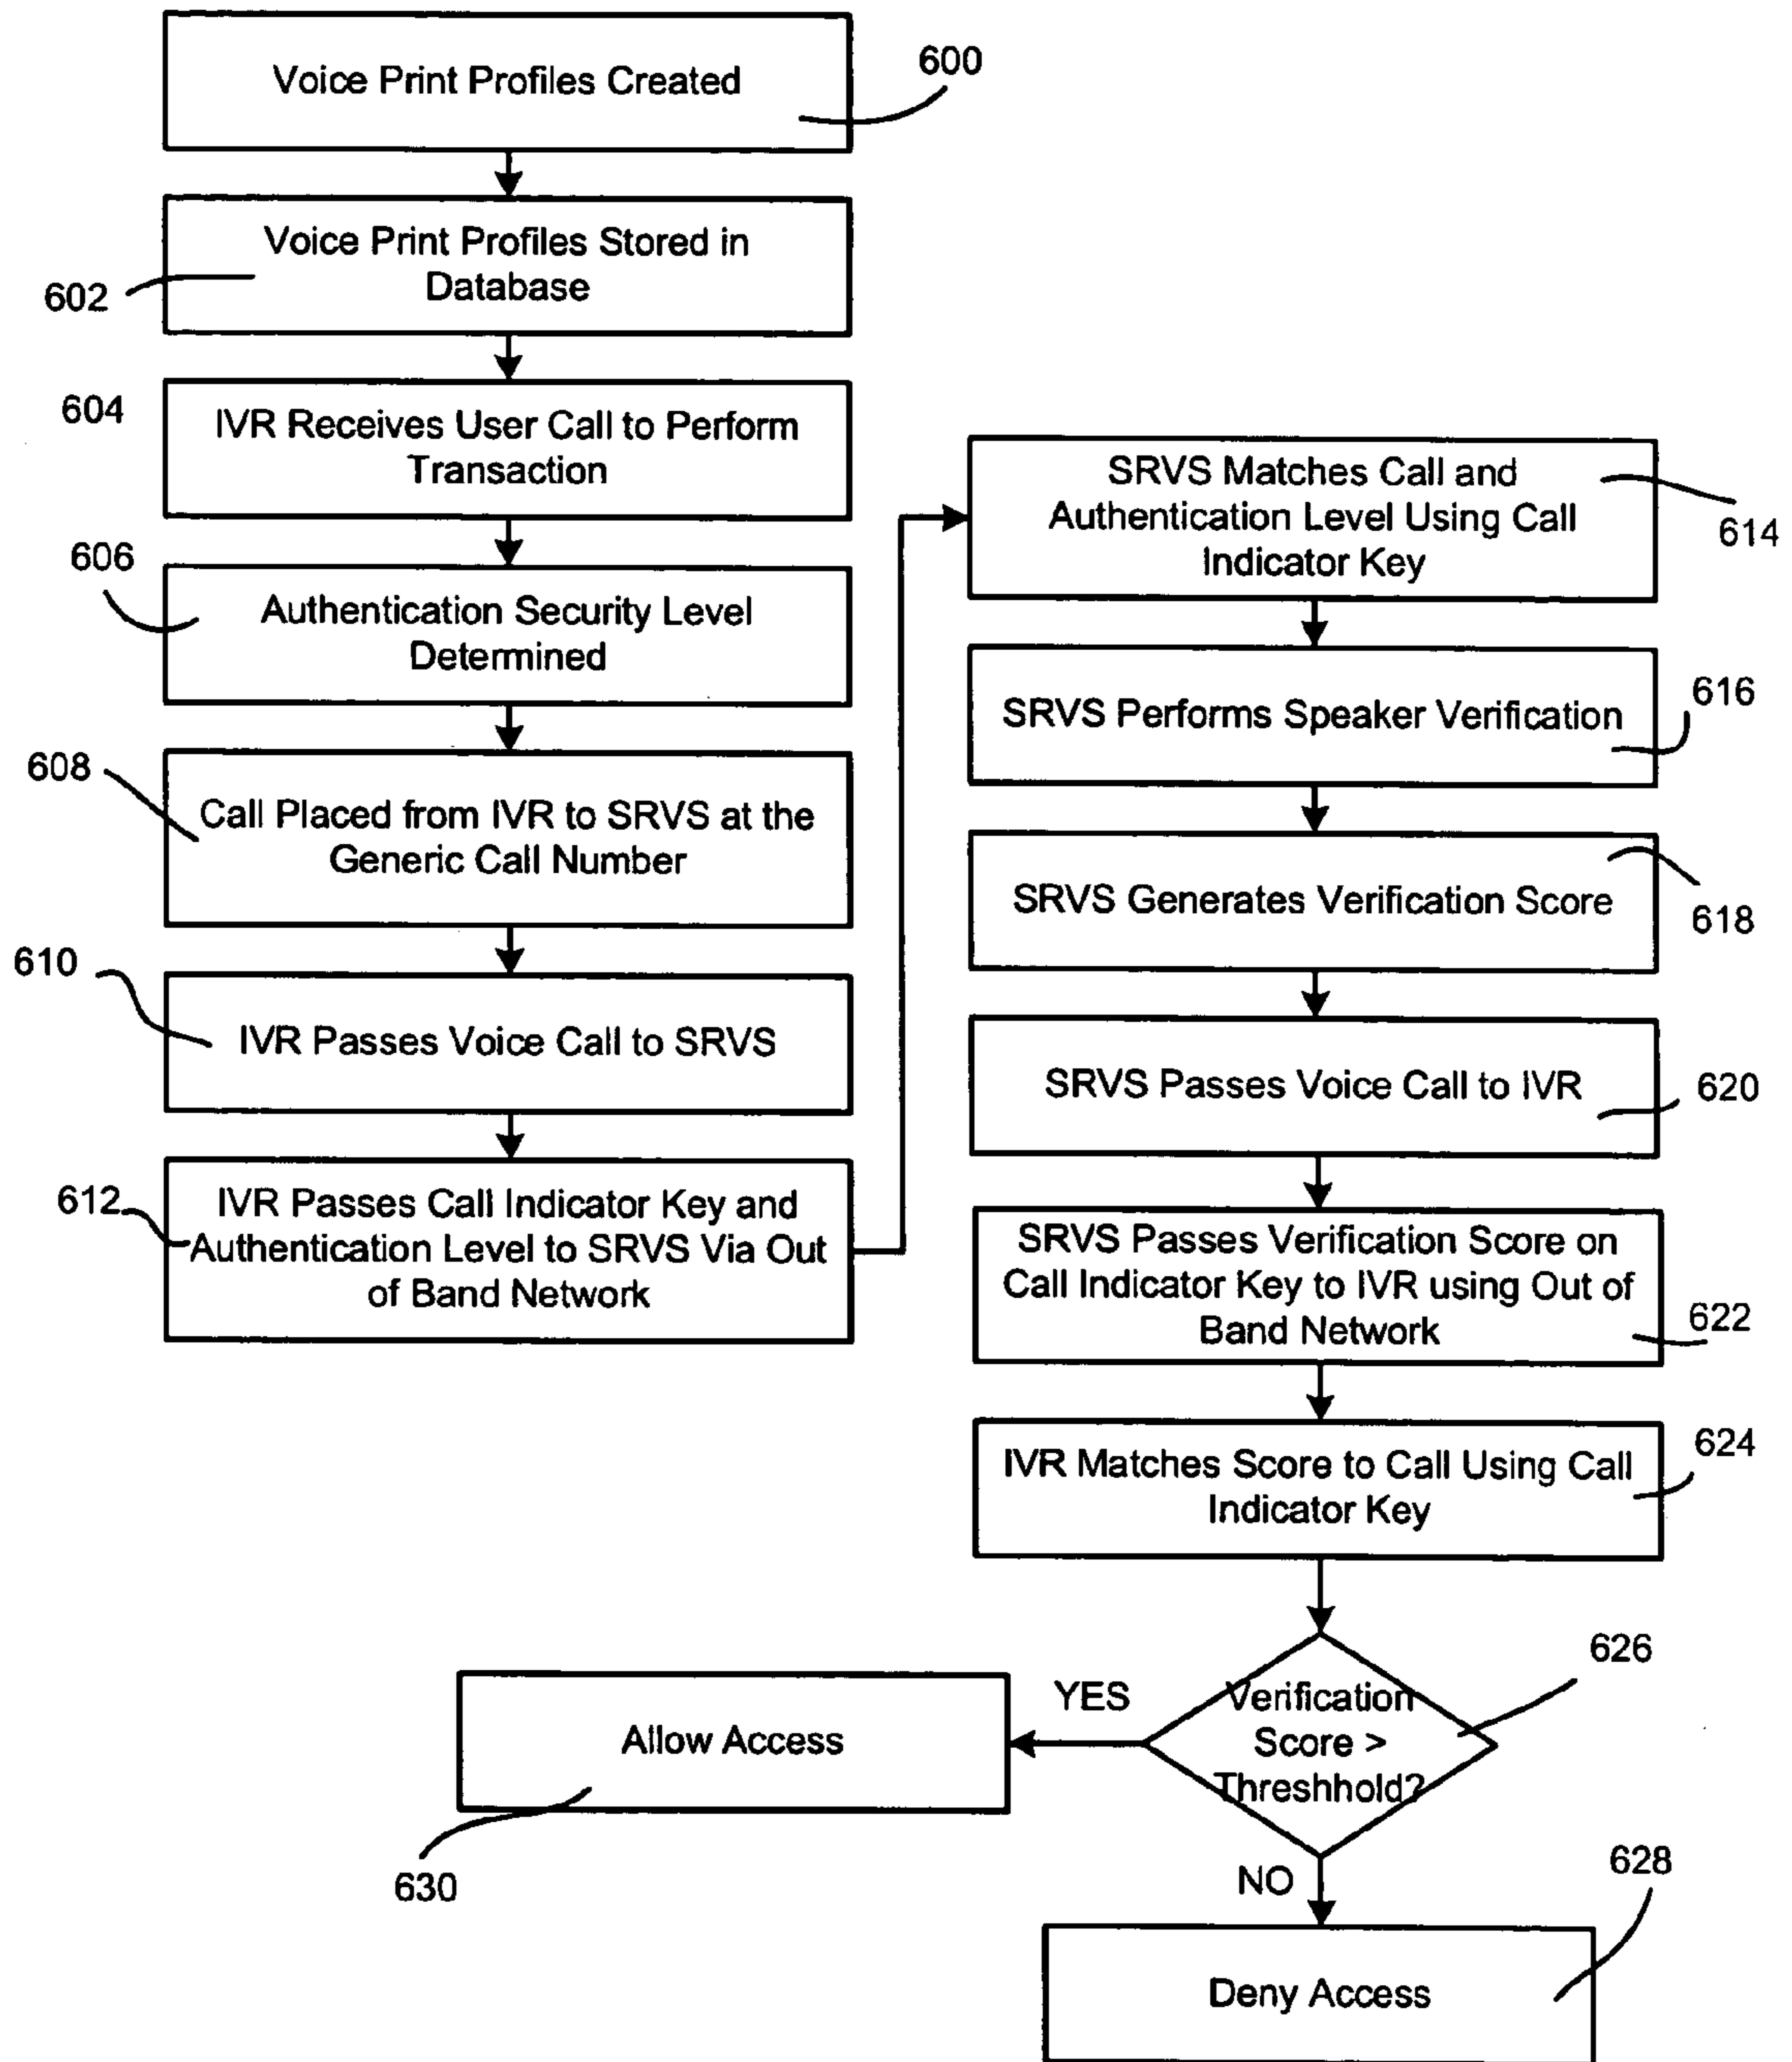 Voice Print Profiles Created
600
Voice Print Profiles Stored in
Database
602
604
IVR Receives User Call to Perform
Transaction
606
Authentication Security Level
Determined
608
Call Placed from IVR to SRVS at the
Generic Call Number
610
IVR Passes Voice Call to SRVS
612
IVR Passes Call Indicator Key and
Authentication Level to SRVS Via Out
of Band Network
SRVS Matches Call and
Authentication Level Using Call
Indicator Key
614
SRVS Performs Speaker Verification
616
SRVS Generates Verification Score
618
SRVS Passes Voice Call to IVR
620
SRVS Passes Verification Score on
Call Indicator Key to IVR using Out of
Band Network
622
IVR Matches Score to Call Using Call
Indicator Key
624
Verification
Score >
Threshhold?
626
YES
Allow Access
630
NO
Deny Access
628